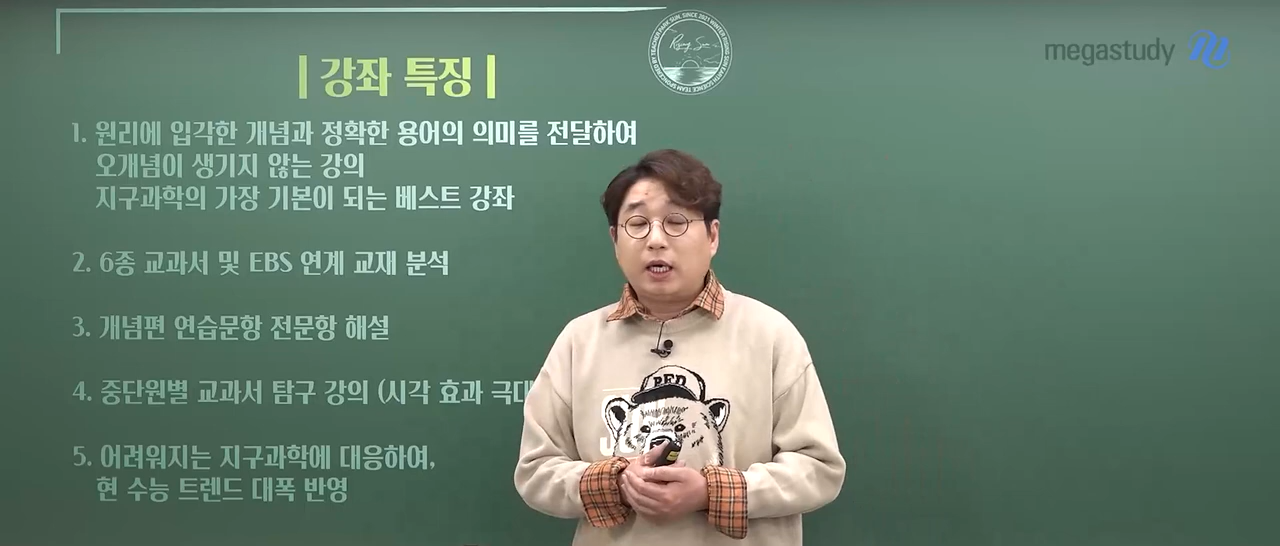 megastudy
| 강좌 특징 |
1. 원리에 입각한 개념과 정확한 용어의 의미를 전달하여
오개념이 생기지 않는 강의
지구과학의 가장 기본이 되는 베스트 강좌
2. 6종 교과서 및 EBS 연계 교재 분석
3. 개념편 연습문항 전문항 해설
4. 중단원별 교과서 탐구 강의 (시각 효과 극대
5. 어려워지는 지구과학에 대응하여,
현 수능 트렌드 대폭 반영